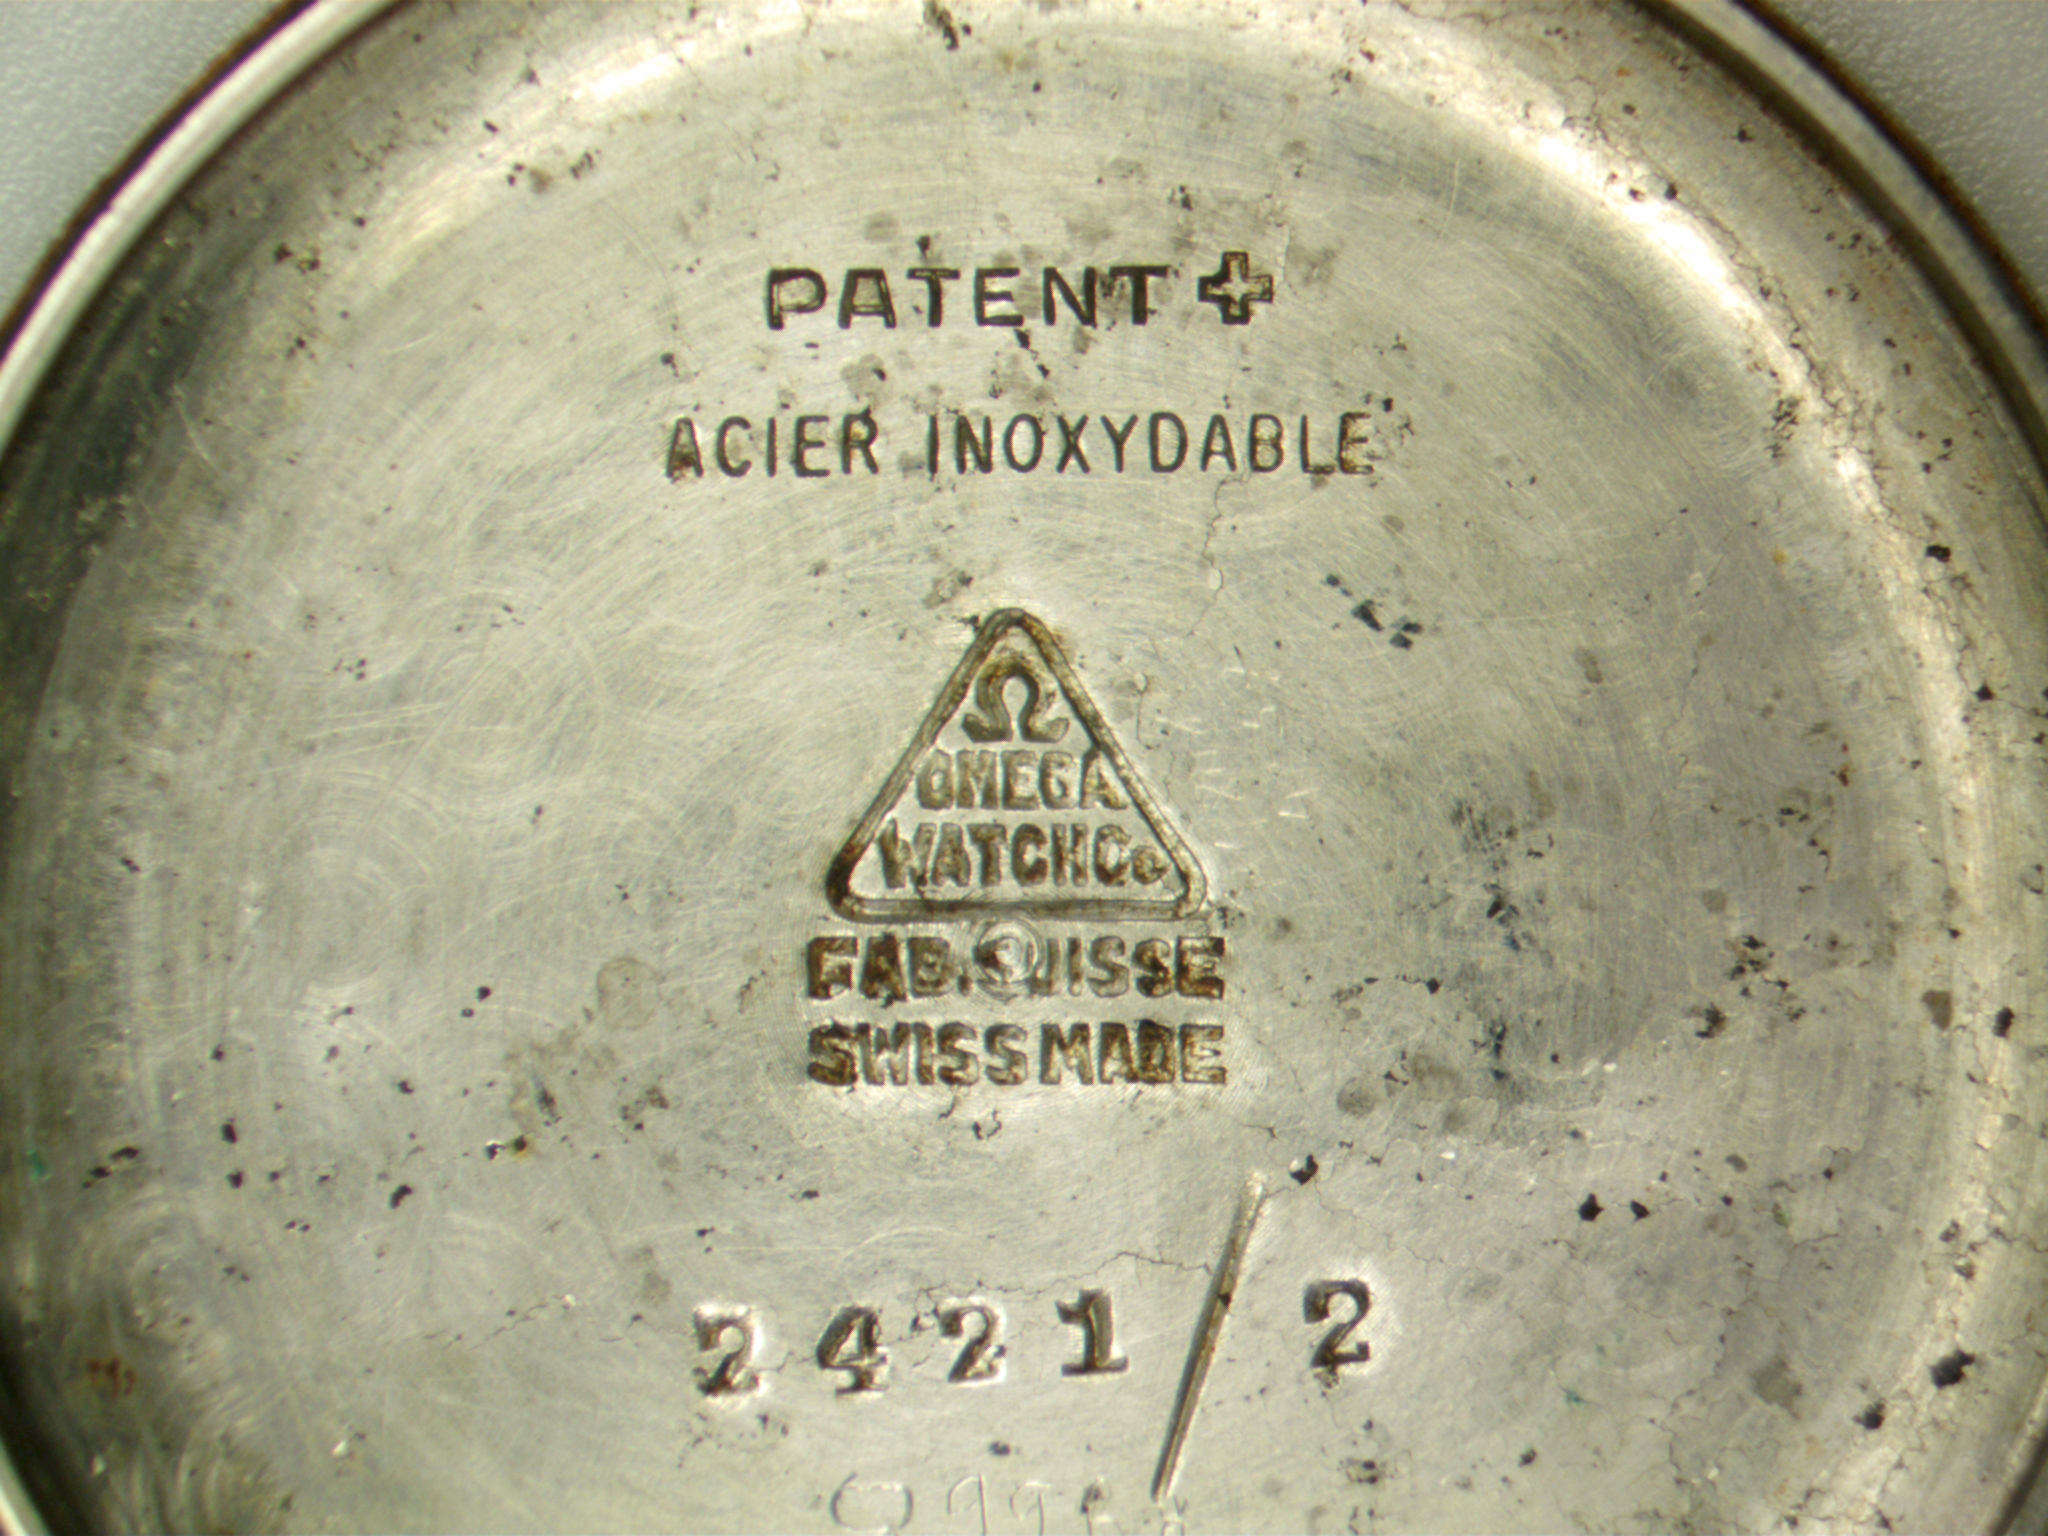 PATENT ✚
ACIER INOXYDABLE
Ω
OMEGA
WATCH Co
FAB. SUISSE
SWISS MADE
2421/2